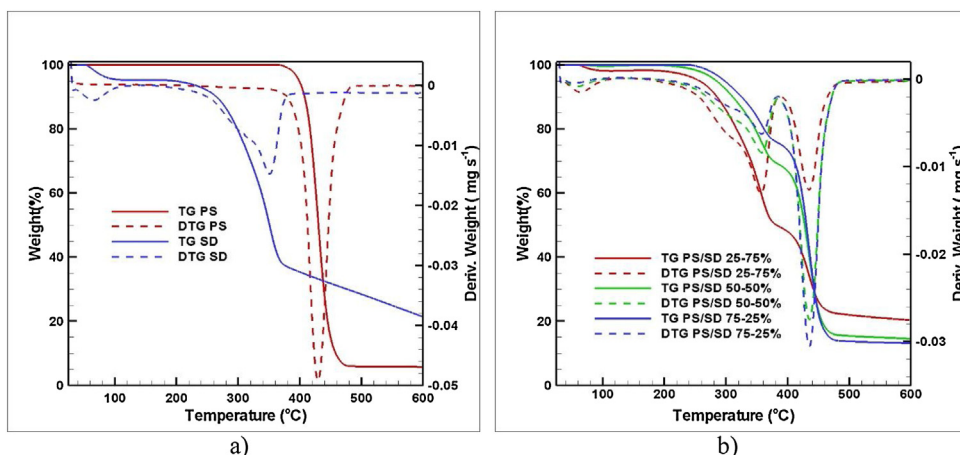 100
80
60
40
20
0
Weight(%)
TG PS
DTG PS
TG SD
DTG SD
0
-0.01
-0.02
-0.03
-0.04
-0.05
Deriv. Weight ( mg s⁻¹)
100 200 300 400 500 600
Temperature (°C)
a)
100
80
60
40
20
0
Weight(%)
TG PS/SD 25-75%
DTG PS/SD 25-75%
TG PS/SD 50-50%
DTG PS/SD 50-50%
TG PS/SD 75-25%
DTG PS/SD 75-25%
0
-0.01
-0.02
-0.03
Deriv. Weight ( mg s⁻¹)
100 200 300 400 500 600
Temperature (°C)
b)